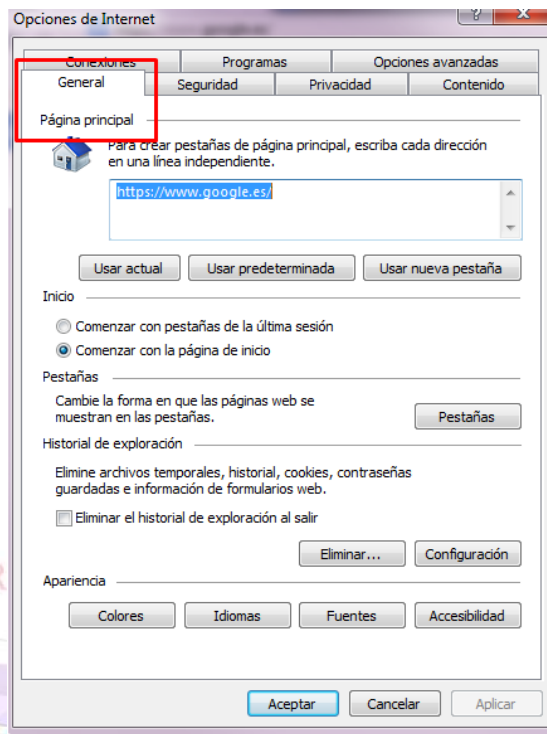 Opciones de Internet
Conexiones Programas Opciones avanzadas
General Seguridad Privacidad Contenido
Página principal
Para crear pestañas de página principal, escriba cada dirección
en una línea independiente.
https://www.google.es/
Usar actual Usar predeterminada Usar nueva pestaña
Inicio
Comenzar con pestañas de la última sesión
Comenzar con la página de inicio
Pestañas
Cambie la forma en que las páginas web se
muestran en las pestañas.
Pestañas
Historial de exploración
Elimine archivos temporales, historial, cookies, contraseñas
guardadas e información de formularios web.
Eliminar el historial de exploración al salir
Eliminar... Configuración
Apariencia
Colores Idiomas Fuentes Accesibilidad
Aceptar Cancelar Aplicar